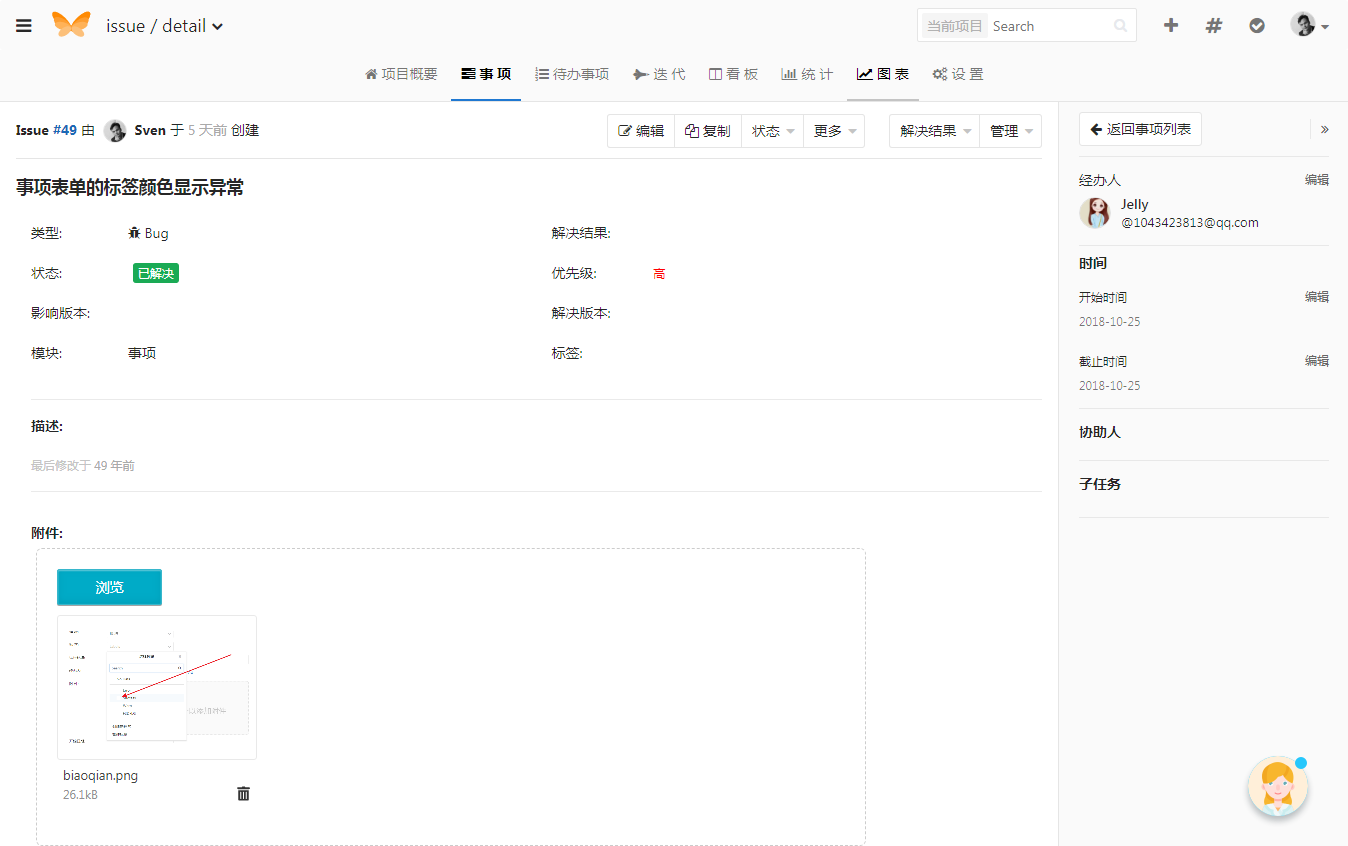 issue / detail
当前项目 Search
项目概要 事 项 待办事项 迭 代 看 板 统 计 图 表 设 置
Issue #49 由 Sven 于 5 天前 创建
编辑 复制 状态 更多 解决结果 管理
事项表单的标签颜色显示异常
类型: Bug 解决结果:
状态: 已解决 优先级: 高
影响版本: 解决版本:
模块: 事项 标签:
描述:
最后修改于 49 年前
附件:
浏览
biaoqian.png
26.1kB
返回事项列表 »
经办人 编辑
Jelly
@1043423813@qq.com
时间
开始时间 编辑
2018-10-25
截止时间 编辑
2018-10-25
协助人
子任务